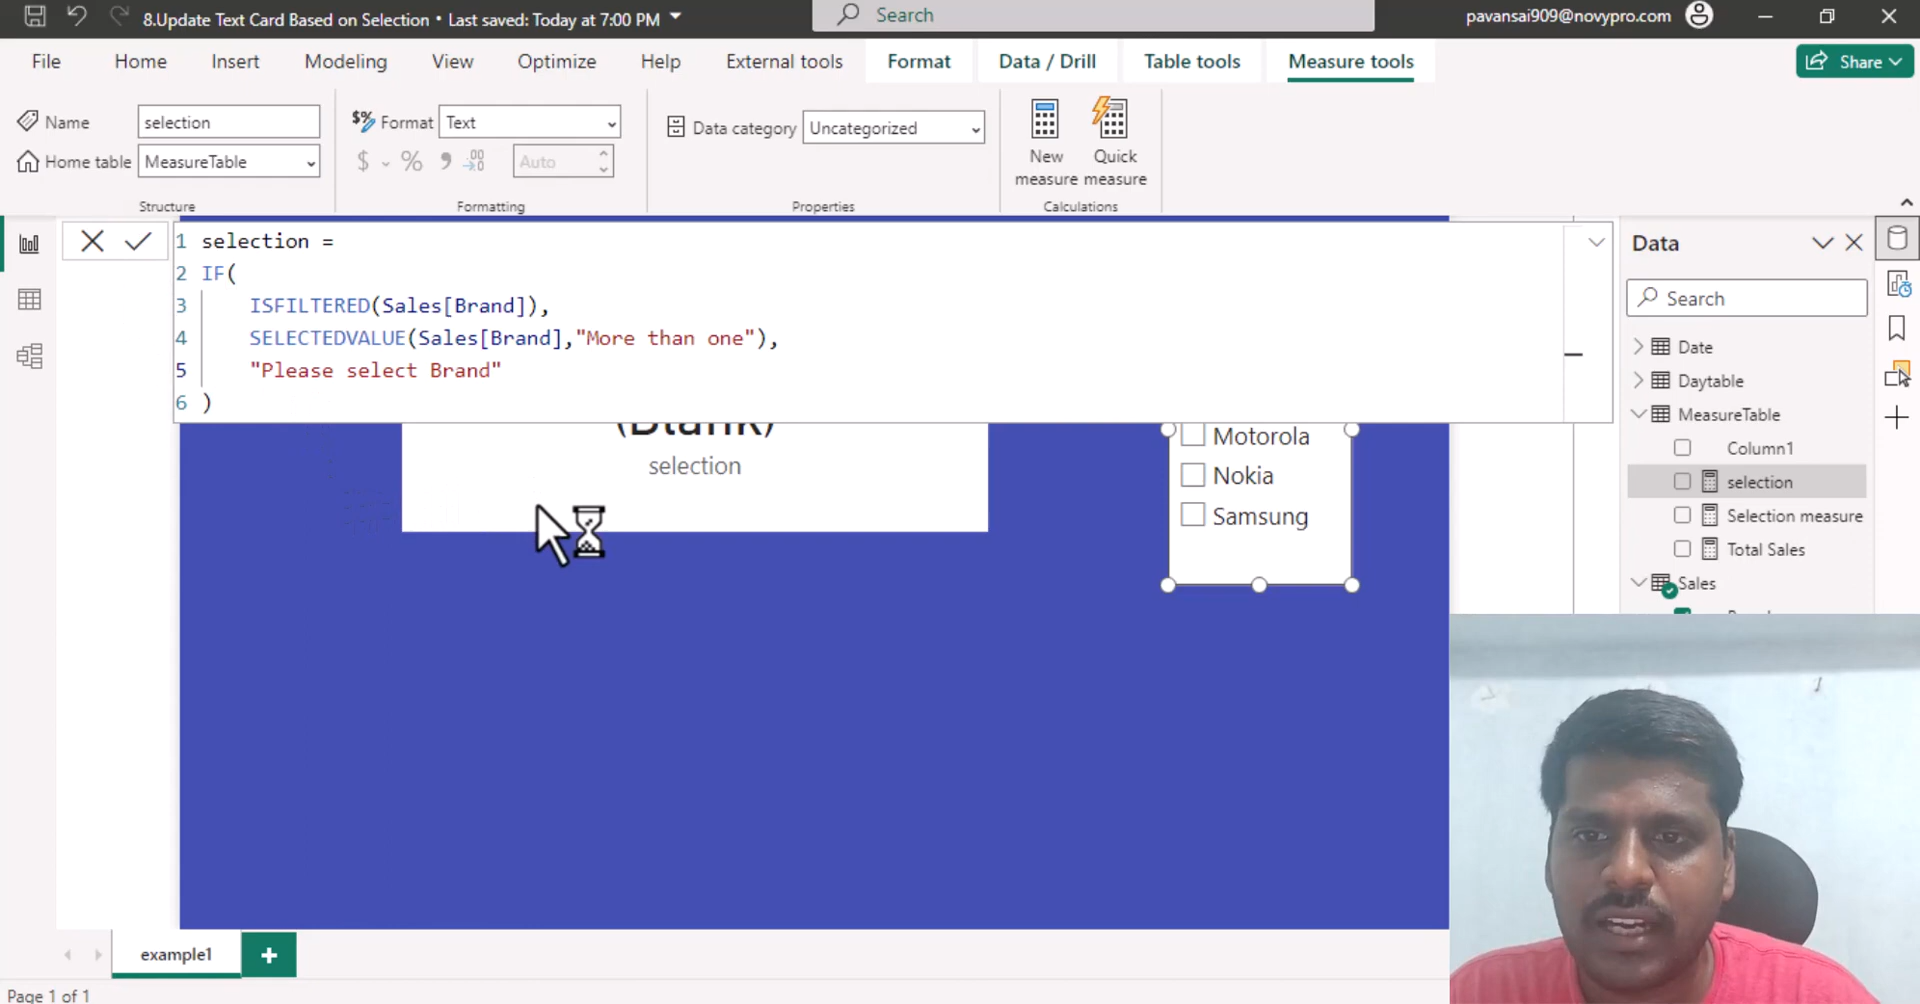 8.Update Text Card Based on Selection • Last saved: Today at 7:00 PM
Search
pavansai909@novypro.com
File Home Insert Modeling View Optimize Help External tools Format Data / Drill Table tools Measure tools
Share
Name selection
Format Text
Data category Uncategorized
New measure
Quick measure
Home table MeasureTable
$ % 9 Auto
Structure Formatting Properties Calculations
1 selection =
2 IF(
3 ISFILTERED(Sales[Brand]),
4 SELECTEDVALUE(Sales[Brand],"More than one"),
5 "Please select Brand"
6 )
(Blank)
selection
Motorola
Nokia
Samsung
Data
Search
Date
Daytable
MeasureTable
Column1
selection
Selection measure
Total Sales
Sales
example1
Page 1 of 1